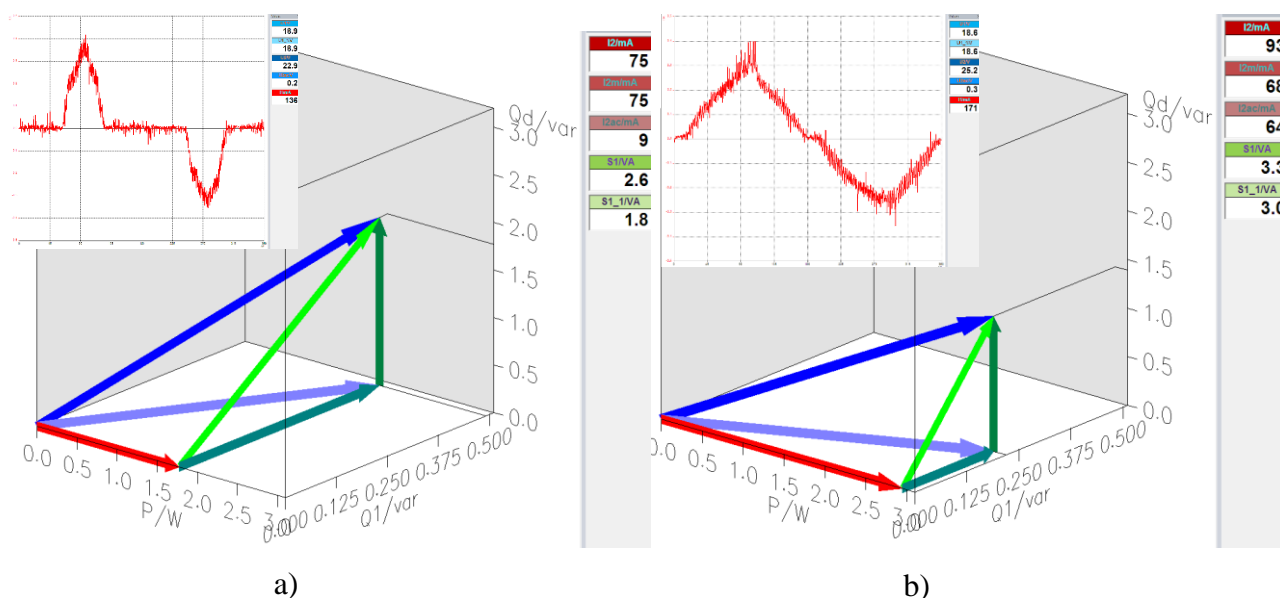 18.9
U1_1/V
18.9
22.9
0.2
136
I2/mA
75
I2m/mA
75
I2ac/mA
9
S1/VA
2.6
S1_1/VA
1.8
Qd/var
3.0
2.5
2.0
1.5
1.0
0.5
0.0
0.0 0.5 1.0 1.5 2.0 2.5 3.0
P/W
0.000 0.125 0.250 0.375 0.500
Q1/var
a)
18.6
U1_1/V
18.6
25.2
0.3
171
I2/mA
93
I2m/mA
68
I2ac/mA
64
S1/VA
3.3
S1_1/VA
3.0
Qd/var
3.0
2.5
2.0
1.5
1.0
0.5
0.0
0.0 0.5 1.0 1.5 2.0 2.5 3.0
P/W
0.125 0.250 0.375 0.500
Q1/var
b)